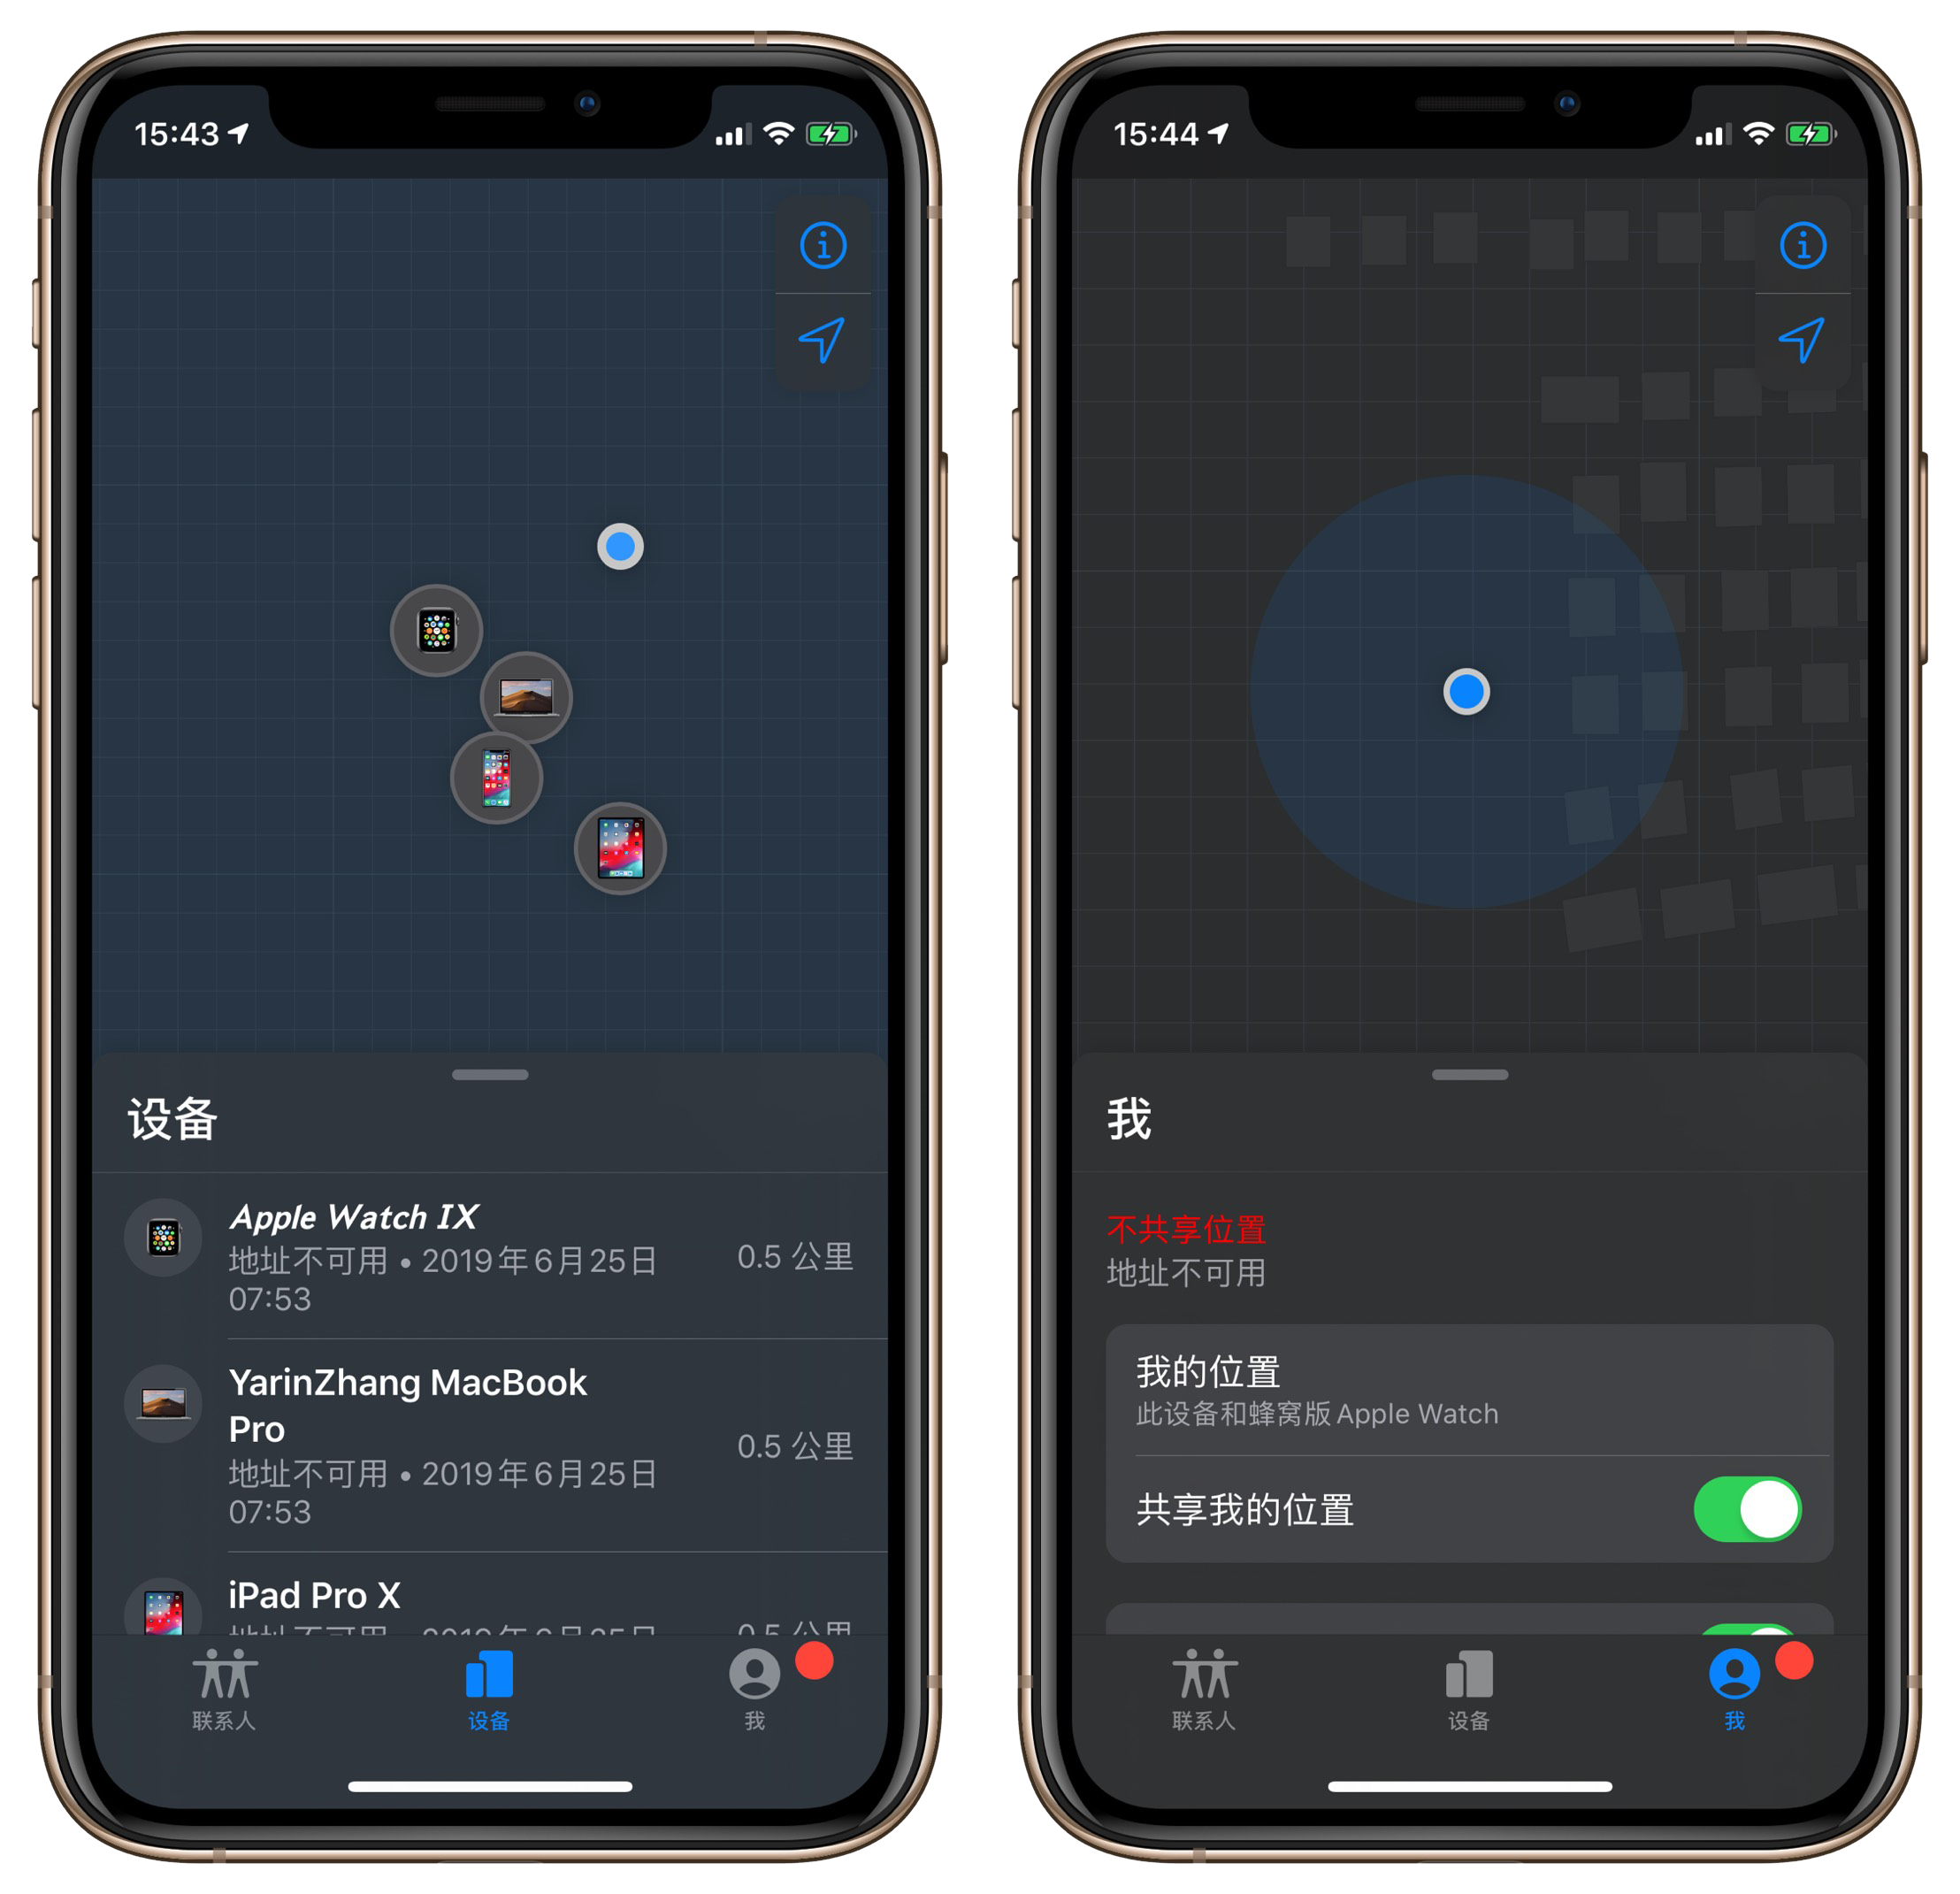 15:43
设备
Apple Watch IX
地址不可用 • 2019年6月25日
07:53
0.5 公里
YarinZhang MacBook
Pro
地址不可用 • 2019年6月25日
07:53
0.5 公里
iPad Pro X
联系人
设备
我
15:44
我
不共享位置
地址不可用
我的位置
此设备和蜂窝版Apple Watch
共享我的位置
联系人
设备
我